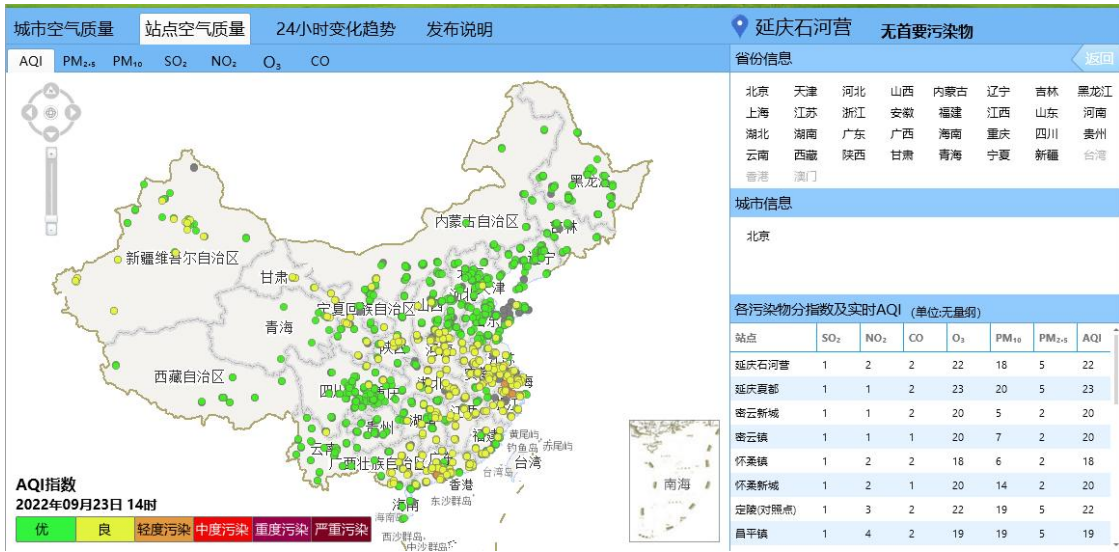 城市空气质量 站点空气质量 24小时变化趋势 发布说明
AQI PM₂.₅ PM₁₀ SO₂ NO₂ O₃ CO
黑龙江
内蒙古自治区
吉林
辽宁
新疆维吾尔自治区
甘肃
宁夏回族自治区
山西
青海
陕西
西藏自治区
四川
湖北
贵州
云南
江西
福建
广西壮族自治区
黄尾屿
钓鱼岛 赤尾屿
台湾
台湾岛
香港
东沙群岛
海南
海南岛
西沙群岛
中沙群岛
南海
AQI指数
2022年09月23日 14时
优 良 轻度污染 中度污染 重度污染 严重污染
延庆石河营 无首要污染物
省份信息 返回
北京 天津 河北 山西 内蒙古 辽宁 吉林 黑龙江
上海 江苏 浙江 安徽 福建 江西 山东 河南
湖北 湖南 广东 广西 海南 重庆 四川 贵州
云南 西藏 陕西 甘肃 青海 宁夏 新疆 台湾
香港 澳门
城市信息
北京
各污染物分指数及实时AQI (单位:无量纲)
站点 SO₂ NO₂ CO O₃ PM₁₀ PM₂.₅ AQI
延庆石河营 1 2 2 22 18 5 22
延庆夏都 1 1 2 23 20 5 23
密云新城 1 1 2 20 5 2 20
密云镇 1 1 1 20 7 2 20
怀柔镇 1 2 2 18 6 2 18
怀柔新城 1 2 1 20 14 2 20
定陵(对照点) 1 3 2 22 19 5 22
昌平镇 1 4 2 19 19 5 19